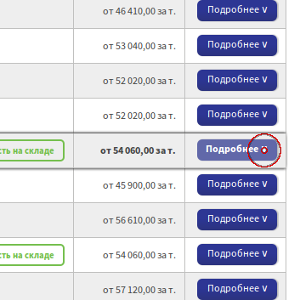 от 46 410,00 за т. Подробнее ∨
от 53 040,00 за т. Подробнее ∨
от 52 020,00 за т. Подробнее ∨
от 52 020,00 за т. Подробнее ∨
сть на складе от 54 060,00 за т. Подробнее ∨
от 45 900,00 за т. Подробнее ∨
от 56 610,00 за т. Подробнее ∨
сть на складе от 54 060,00 за т. Подробнее ∨
от 57 120,00 за т. Подробнее ∨